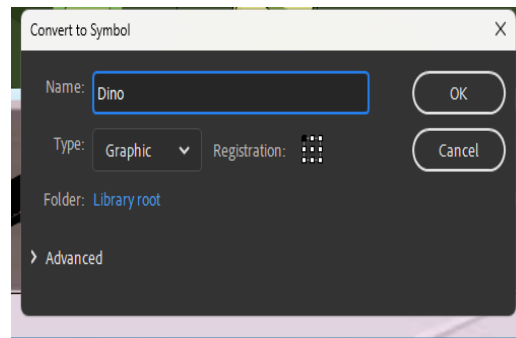 Convert to Symbol X
Name: Dino OK
Type: Graphic Registration: Cancel
Folder: Library root
Advanced